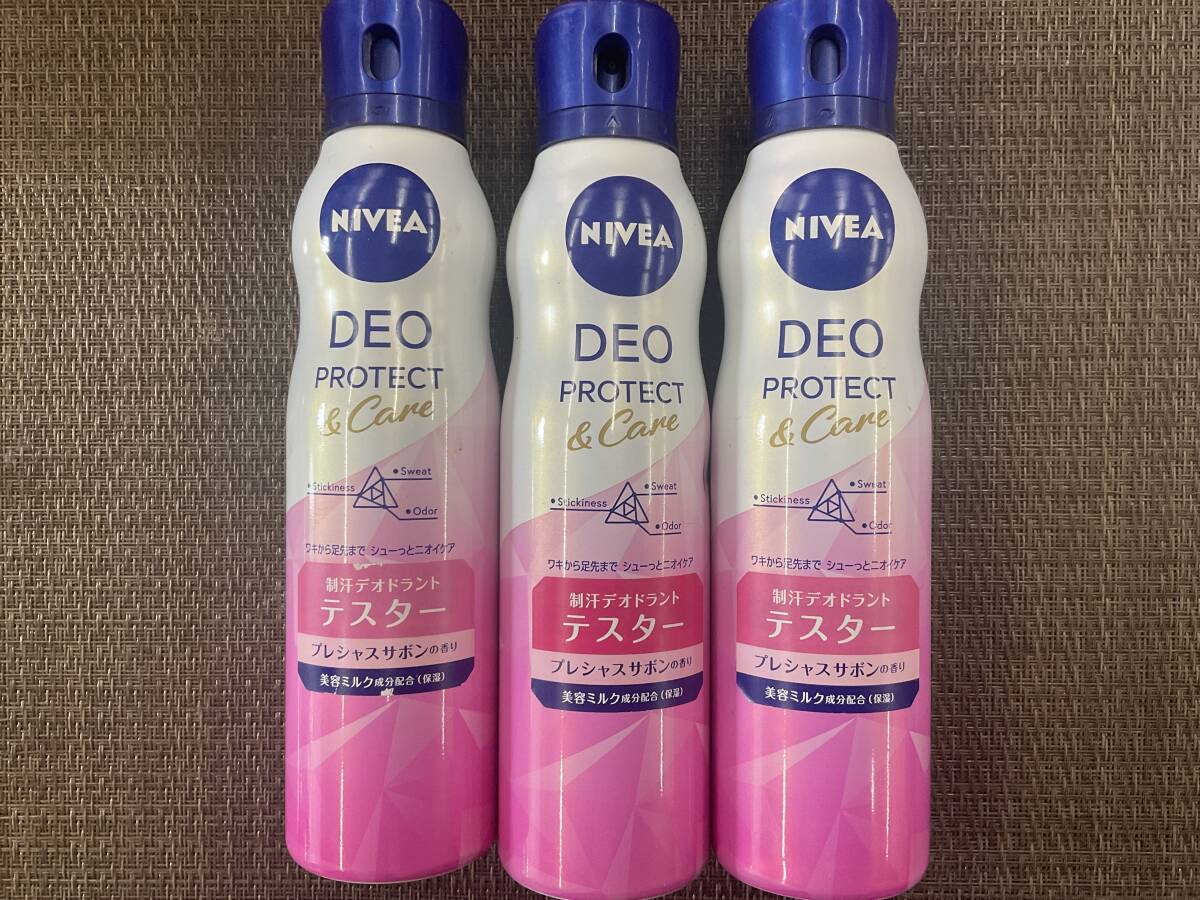 NIVEA
DEO
PROTECT
& Care
• Sweat
• Stickiness
• Odor
ワキから足先まで シューっとニオイケア
制汗デオドラント
テスター
プレシャスサボンの香り
美容ミルク成分配合(保湿)
NIVEA
DEO
PROTECT
& Care
• Sweat
• Stickiness
• Odor
ワキから足先まで シューっとニオイケア
制汗デオドラント
テスター
プレシャスサボンの香り
美容ミルク成分配合(保湿)
NIVEA
DEO
PROTECT
& Care
• Sweat
• Stickiness
• Odor
ワキから足先まで シューっとニオイケア
制汗デオドラント
テスター
プレシャスサボンの香り
美容ミルク成分配合(保湿)